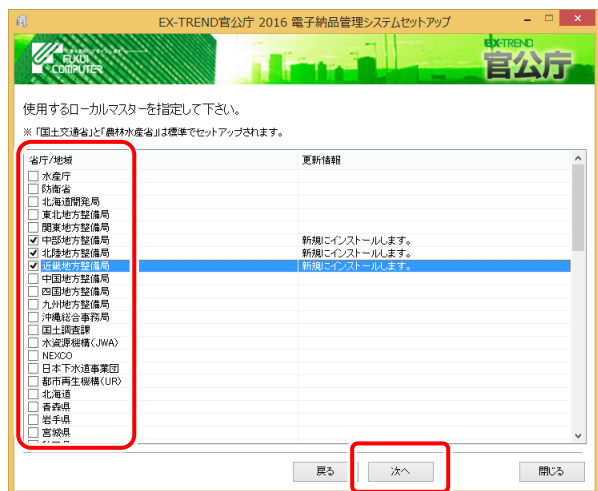 EX-TREND官公庁 2016 電子納品管理システムセットアップ
FUKUI
COMPUTER
EX-TREND
官公庁
使用するローカルマスターを指定して下さい。
※「国土交通省」と「農林水産省」は標準でセットアップされます。
省庁/地域 更新情報
水産庁
防衛省
北海道開発局
東北地方整備局
関東地方整備局
中部地方整備局 新規にインストールします。
北陸地方整備局 新規にインストールします。
近畿地方整備局 新規にインストールします。
中国地方整備局
四国地方整備局
九州地方整備局
沖縄総合事務局
国土調査課
水資源機構(JWA)
NEXCO
日本下水道事業団
都市再生機構(UR)
北海道
青森県
岩手県
宮城県
戻る 次へ 閉じる